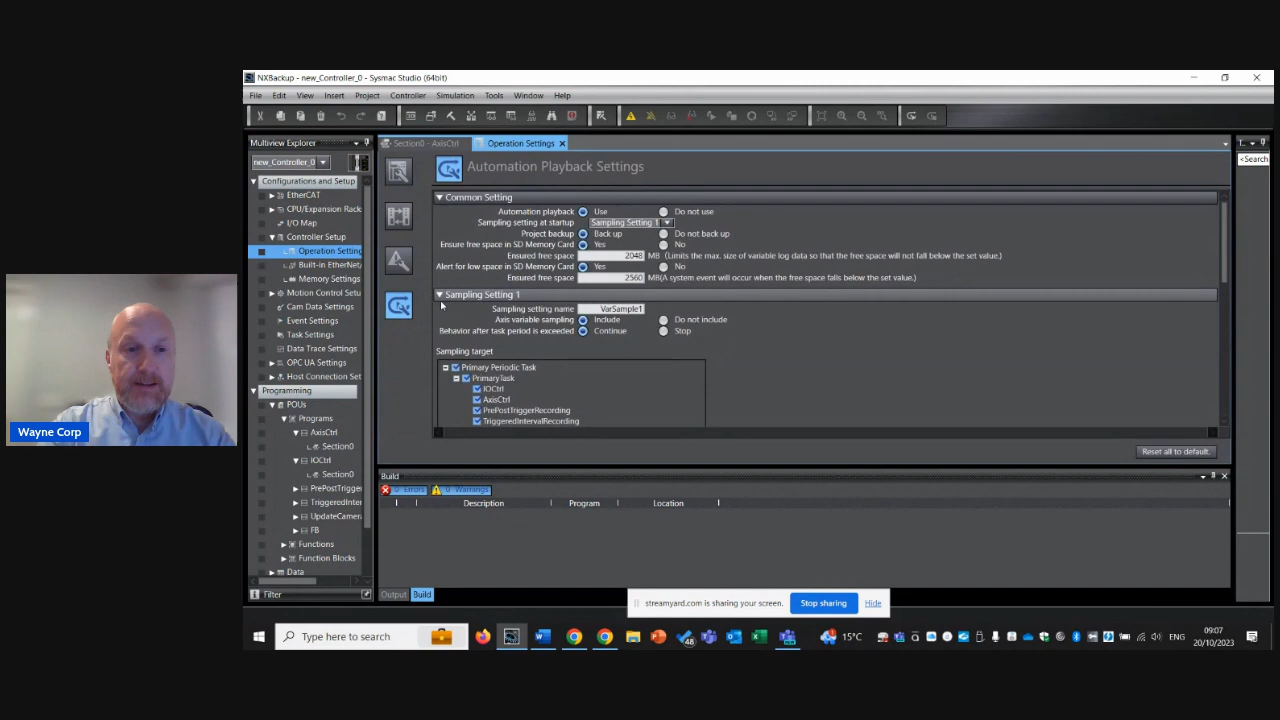 NXBackup - new_Controller_0 - Sysmac Studio (64bit)
File Edit View Insert Project Controller Simulation Tools Window Help
Multiview Explorer
new_Controller_0
Configurations and Setup
EtherCAT
CPU/Expansion Rack
I/O Map
Controller Setup
Operation Setting
Built-in EtherNet/
Memory Settings
Motion Control Setu
Cam Data Settings
Event Settings
Task Settings
Data Trace Settings
OPC UA Settings
Host Connection Set
Programming
POUs
Programs
AxisCtrl
Section0
IOCtrl
Section0
PrePostTrigge
TriggeredInter
UpdateCamer
FB
Functions
Function Blocks
Data
Filter
Section0 - AxisCtrl
Operation Settings
Automation Playback Settings
Common Setting
Automation playback Use Do not use
Sampling setting at startup Sampling Setting 1
Project backup Back up Do not back up
Ensure free space in SD Memory Card Yes No
Ensured free space 2048 MB (Limits the max. size of variable log data so that the free space will not fall below the set value.)
Alert for low space in SD Memory Card Yes No
Ensured free space 2560 MB(A system event will occur when the free space falls below the set value.)
Sampling Setting 1
Sampling setting name VarSample1
Axis variable sampling Include Do not include
Behavior after task period is exceeded Continue Stop
Sampling target
Primary Periodic Task
PrimaryTask
IOCtrl
AxisCtrl
PrePostTriggerRecording
TriggeredIntervalRecording
Reset all to default.
Build
0 Errors 0 Warnings
Description Program Location
Output Build
T...
<Search
Wayne Corp
streamyard.com is sharing your screen. Stop sharing Hide
Type here to search
48
15°C
ENG
09:07
20/10/2023